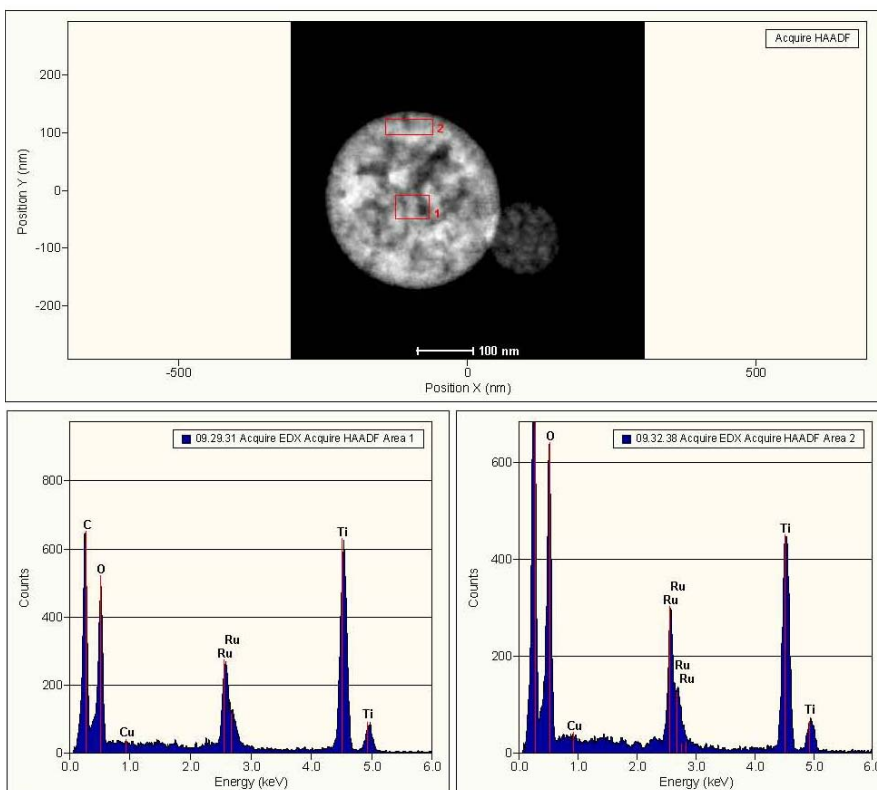 Acquire HAADF
Position Y (nm)
200
100
0
-100
-200
2
1
100 nm
-500
0
500
Position X (nm)
09.29.31 Acquire EDX Acquire HAADF Area 1
Counts
800
600
400
200
0
C
O
Cu
Ru
Ru
Ti
Ti
0.0
1.0
2.0
3.0
4.0
5.0
6.0
Energy (keV)
09.32.38 Acquire EDX Acquire HAADF Area 2
Counts
600
400
200
0
O
Cu
Ru
Ru
Ru
Ru
Ti
Ti
0.0
1.0
2.0
3.0
4.0
5.0
6.0
Energy (keV)